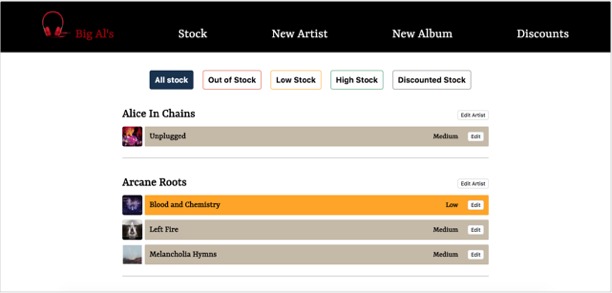 Big Al's Stock New Artist New Album Discounts
All stock Out of Stock Low Stock High Stock Discounted Stock
Alice In Chains Edit Artist
Unplugged Medium Edit
Arcane Roots Edit Artist
Blood and Chemistry Low Edit
Left Fire Medium Edit
Melancholia Hymns Medium Edit